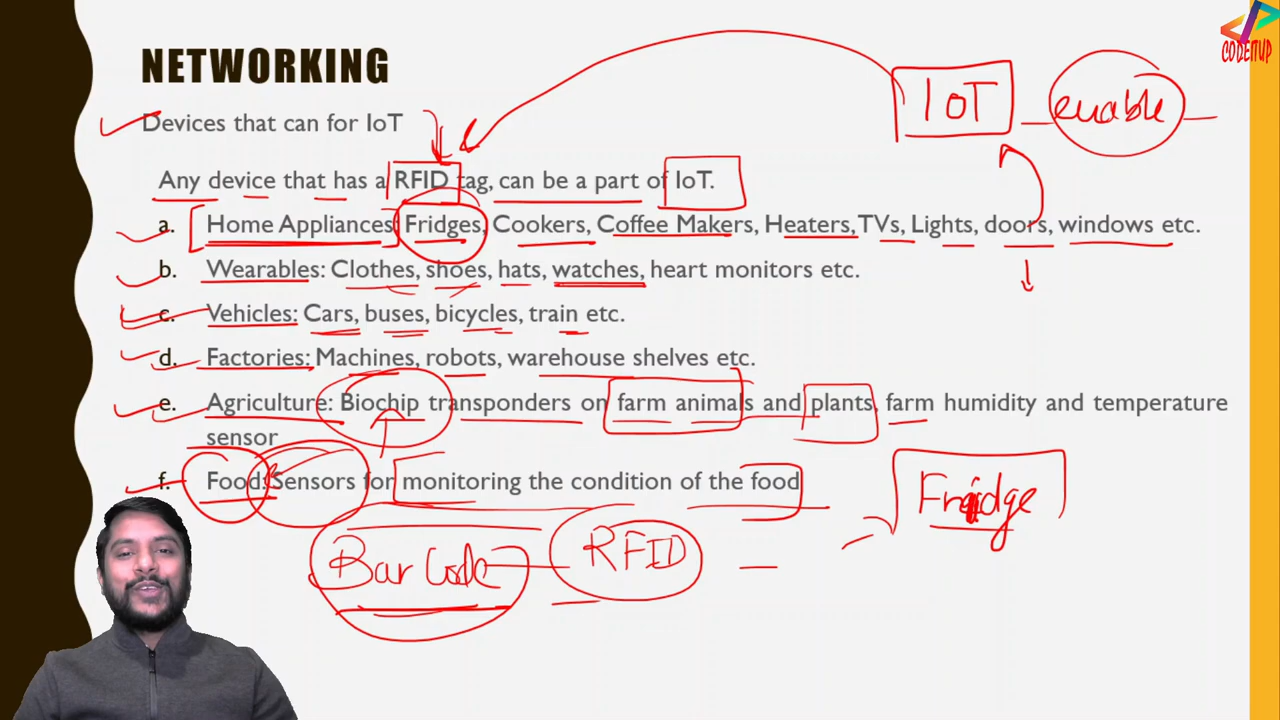 CODEITUP
NETWORKING
IoT enable
Devices that can for IoT
Any device that has a RFID tag, can be a part of IoT.
a. Home Appliances: Fridges, Cookers, Coffee Makers, Heaters, TVs, Lights, doors, windows etc.
b. Wearables: Clothes, shoes, hats, watches, heart monitors etc.
c. Vehicles: Cars, buses, bicycles, train etc.
d. Factories: Machines, robots, warehouse shelves etc.
e. Agriculture: Biochip transponders on farm animals and plants, farm humidity and temperature
sensor
f. Food: Sensors for monitoring the condition of the food
Fridge
Bar Code RFID